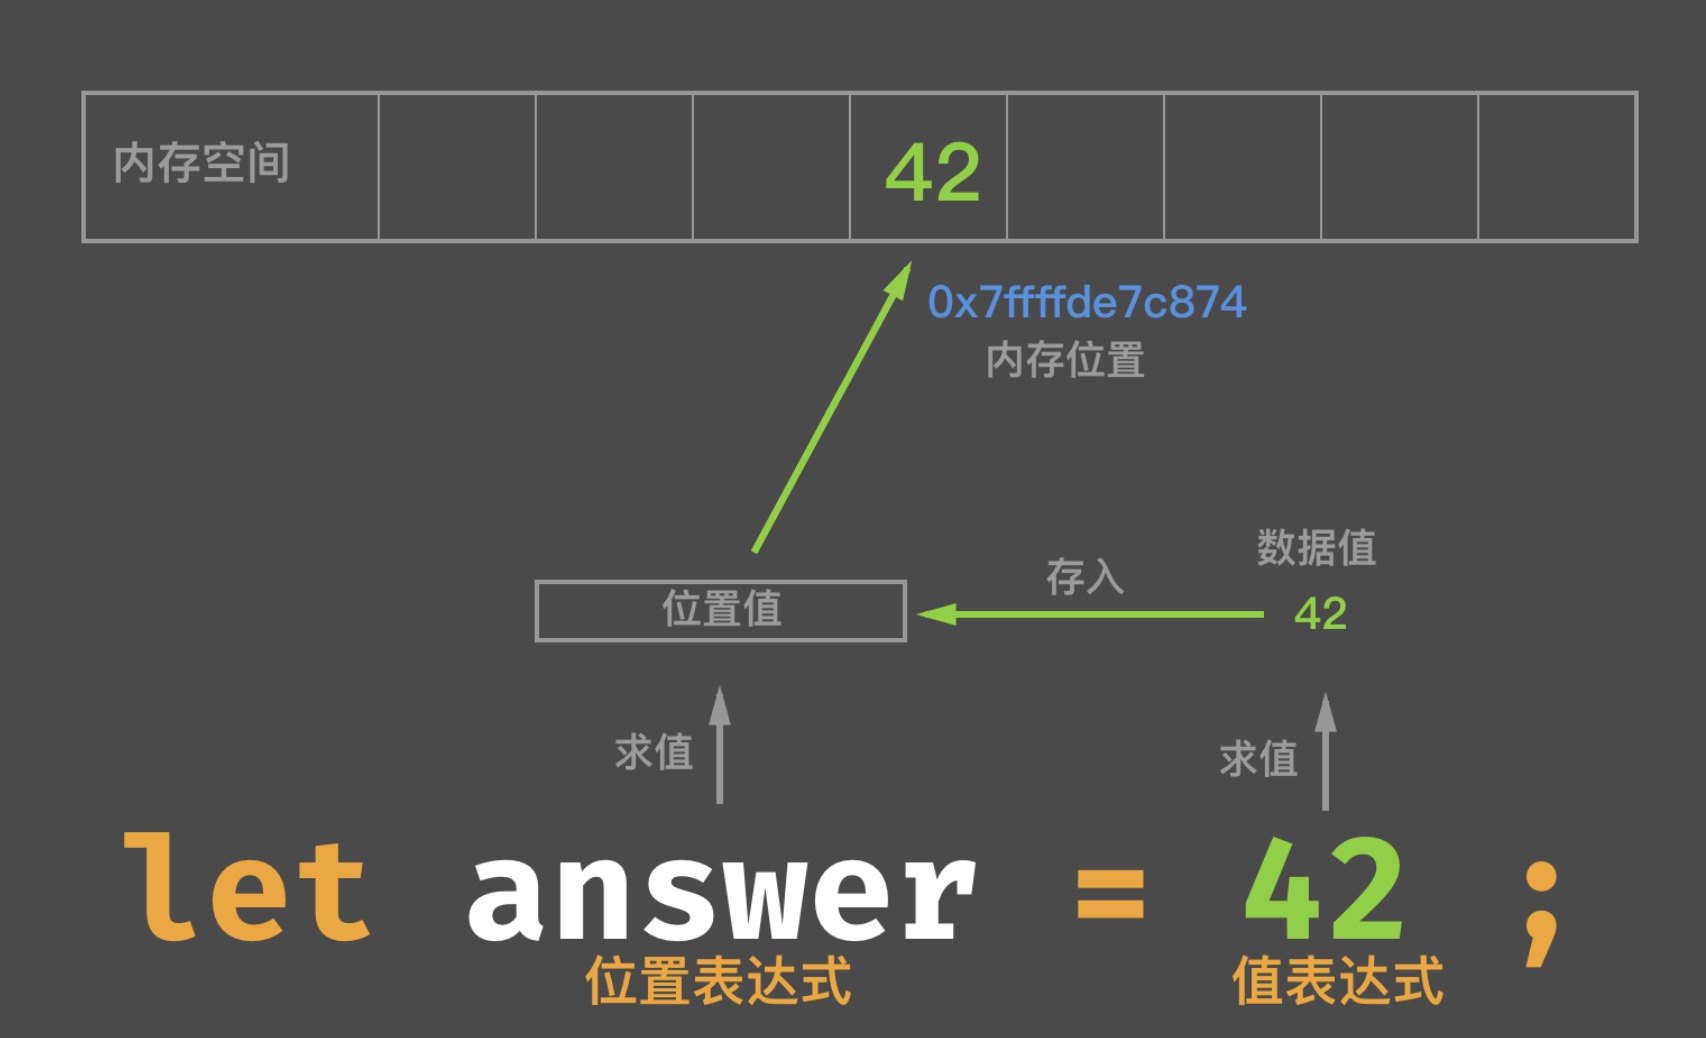 内存空间 42
0x7ffffde7c874
内存位置
数据值
存入
位置值 42
求值 求值
let answer = 42 ;
位置表达式 值表达式